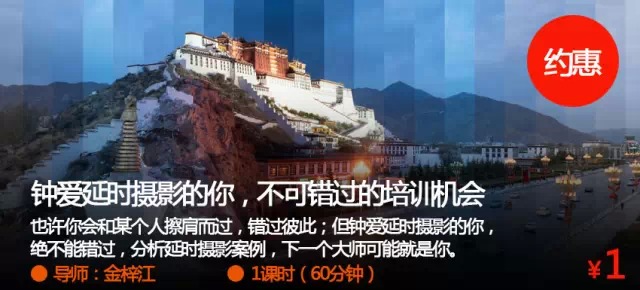 约惠
钟爱延时摄影的你，不可错过的培训机会
也许你会和某个人擦肩而过，错过彼此；但钟爱延时摄影的你，
绝不能错过，分析延时摄影案例，下一个大师可能就是你。
导师：金梓江
1课时（60分钟）
¥1